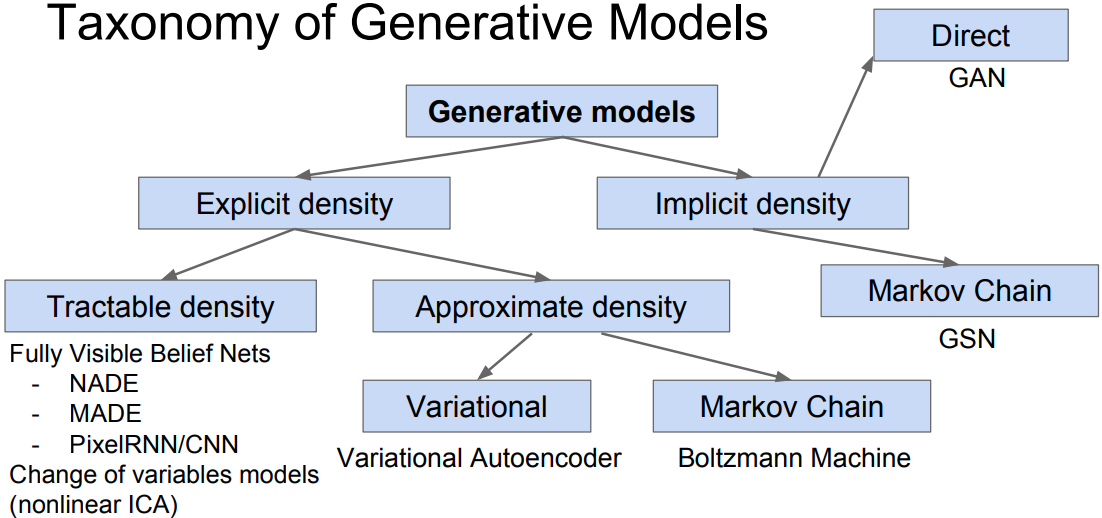 Taxonomy of Generative Models
Direct
GAN
Generative models
Explicit density
Implicit density
Tractable density
Approximate density
Markov Chain
GSN
Fully Visible Belief Nets
- NADE
- MADE
- PixelRNN/CNN
Change of variables models
(nonlinear ICA)
Variational
Variational Autoencoder
Markov Chain
Boltzmann Machine